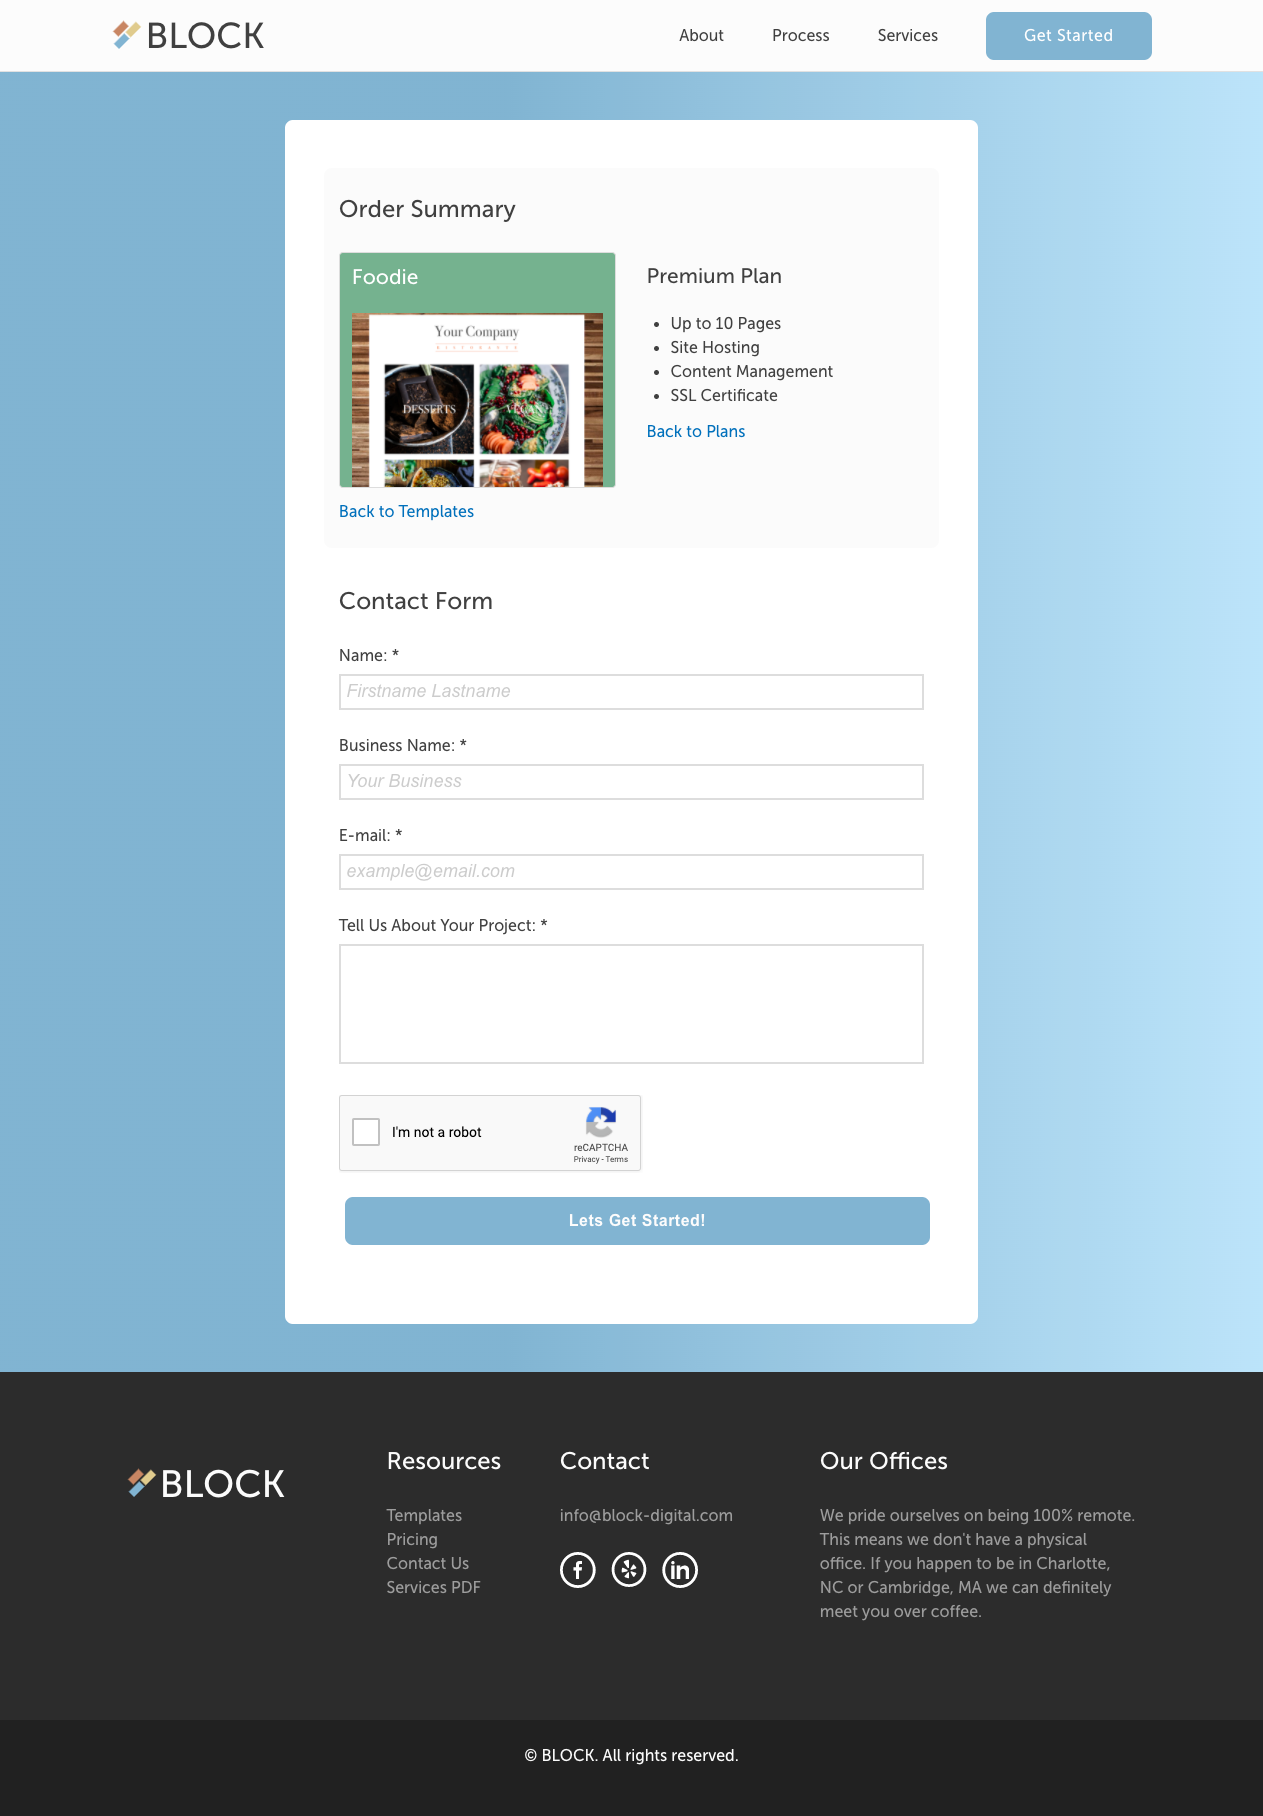 BLOCK
About
Process
Services
Get Started
Order Summary
Foodie
Your Company
RISTORANTE
DESSERTS
VEGAN
Back to Templates
Premium Plan
Up to 10 Pages
Site Hosting
Content Management
SSL Certificate
Back to Plans
Contact Form
Name: *
Firstname Lastname
Business Name: *
Your Business
E-mail: *
example@email.com
Tell Us About Your Project: *
I'm not a robot
reCAPTCHA
Privacy - Terms
Lets Get Started!
BLOCK
Resources
Templates
Pricing
Contact Us
Services PDF
Contact
info@block-digital.com
Our Offices
We pride ourselves on being 100% remote.
This means we don't have a physical
office. If you happen to be in Charlotte,
NC or Cambridge, MA we can definitely
meet you over coffee.
© BLOCK. All rights reserved.